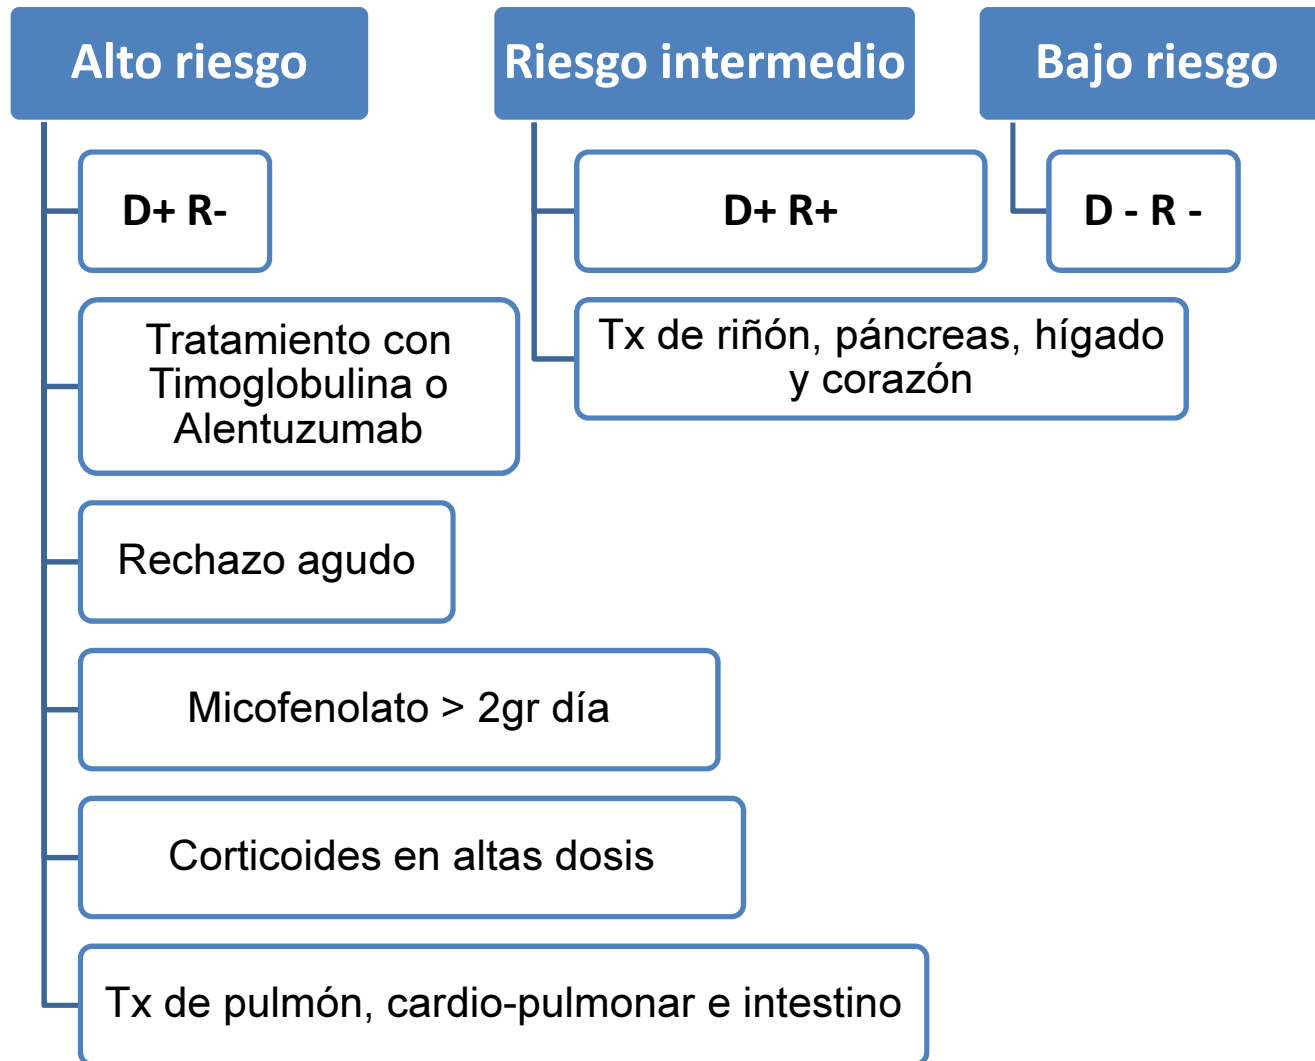 Alto riesgo
D+ R-
Tratamiento con
Timoglobulina o
Alentuzumab
Rechazo agudo
Micofenolato > 2gr día
Corticoides en altas dosis
Tx de pulmón, cardio-pulmonar e intestino
Riesgo intermedio
D+ R+
Tx de riñón, páncreas, hígado
y corazón
Bajo riesgo
D - R -